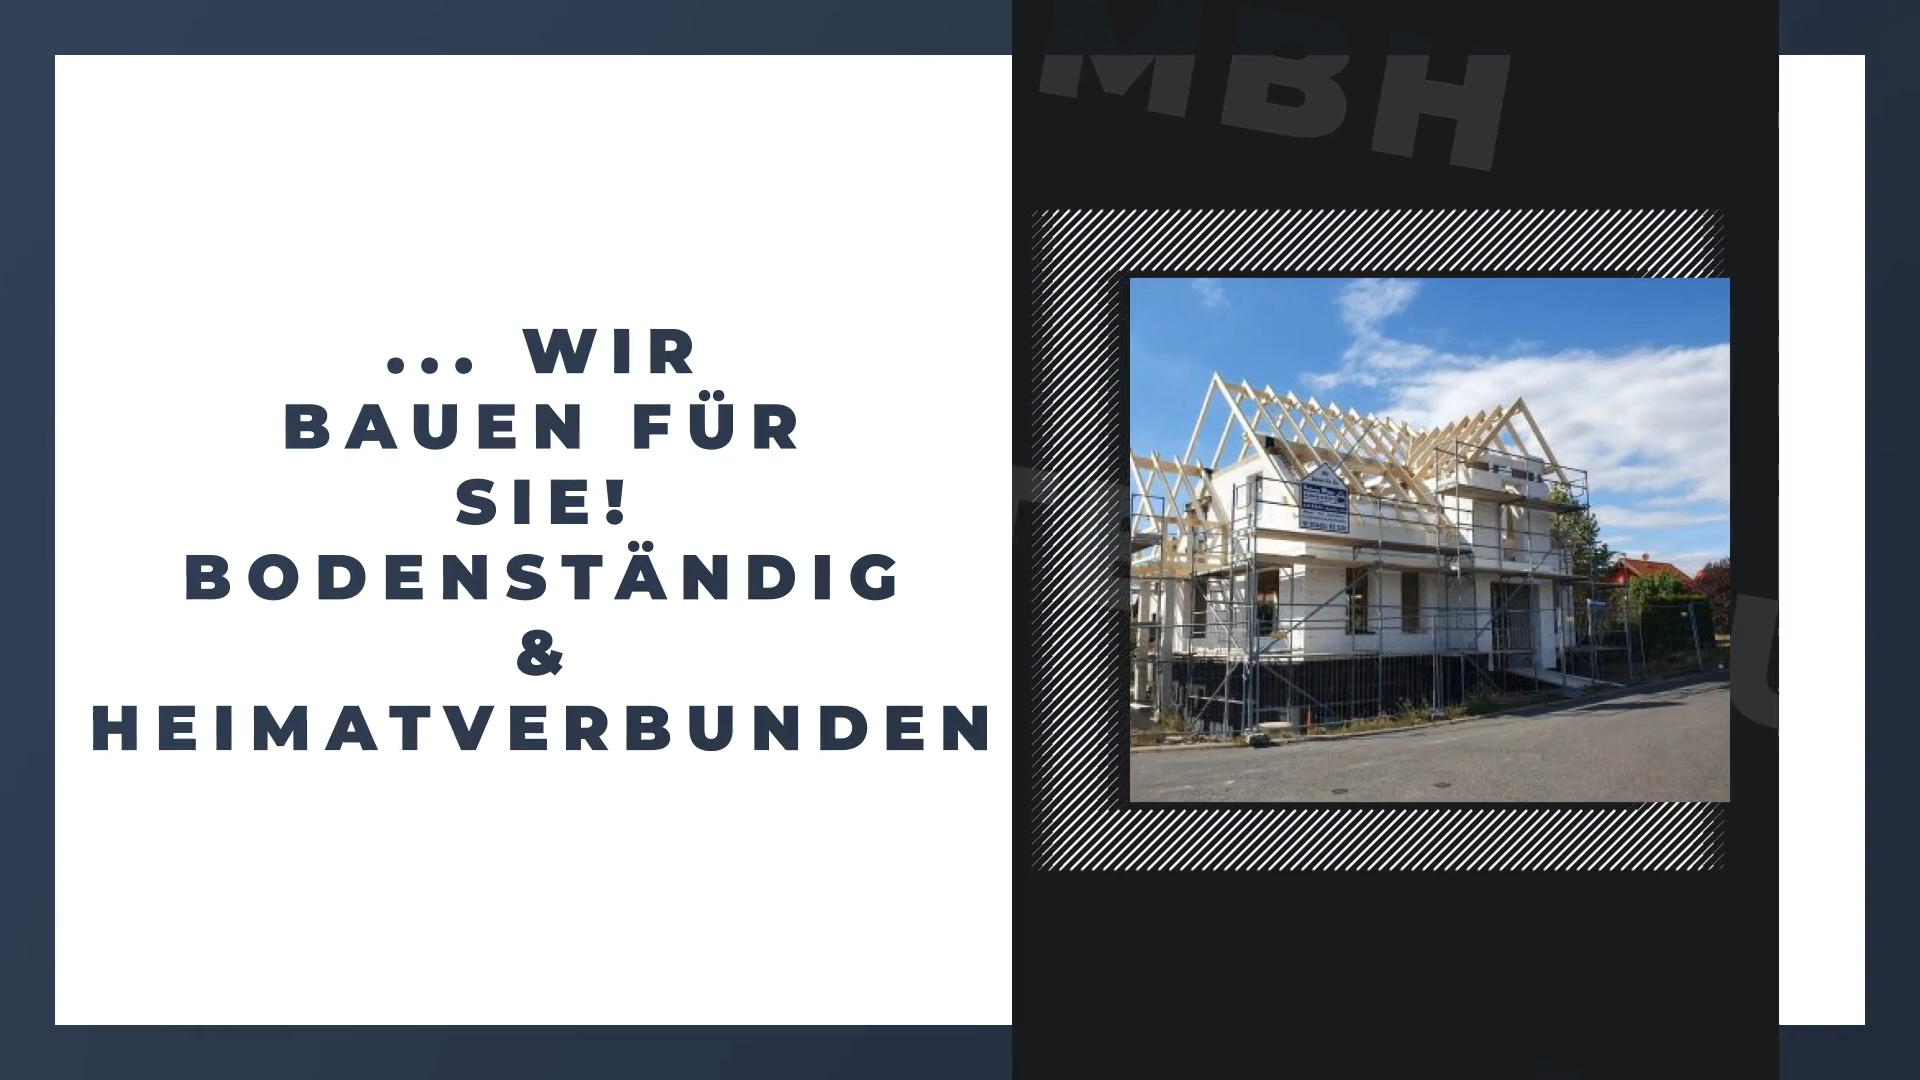 ... WIR
BAUEN FÜR
SIE!
BODENSTÄNDIG
&
HEIMATVERBUNDEN
MBH